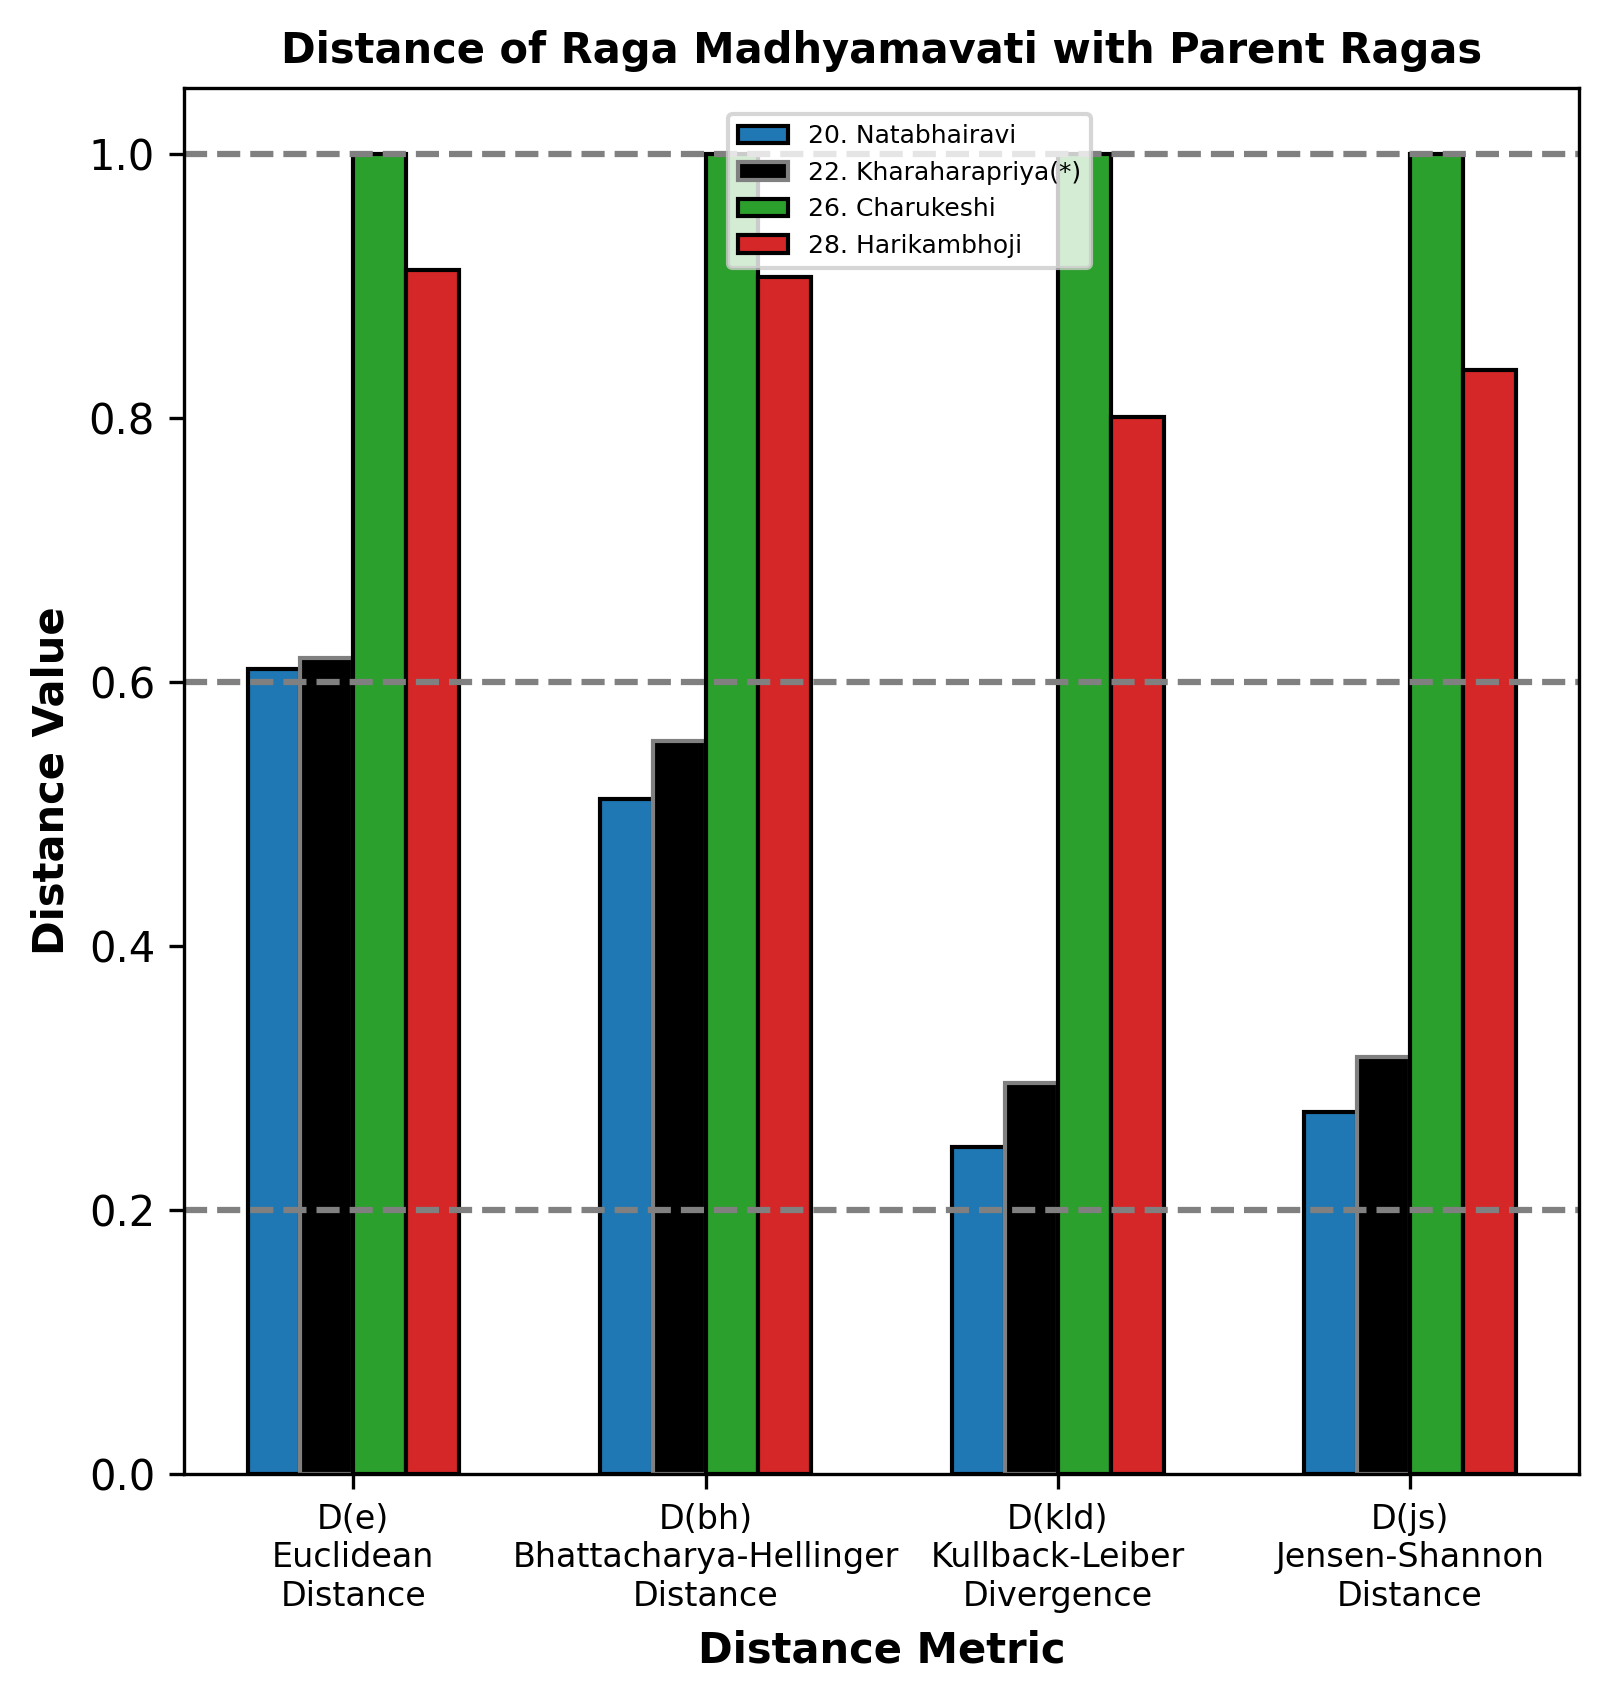 Distance of Raga Madhyamavati with Parent Ragas
20. Natabhairavi
22. Kharaharapriya(*)
26. Charukeshi
28. Harikambhoji
Distance Value
1.0
0.8
0.6
0.4
0.2
0.0
D(e)
Euclidean
Distance
D(bh)
Bhattacharya-Hellinger
Distance
D(kld)
Kullback-Leiber
Divergence
D(js)
Jensen-Shannon
Distance
Distance Metric